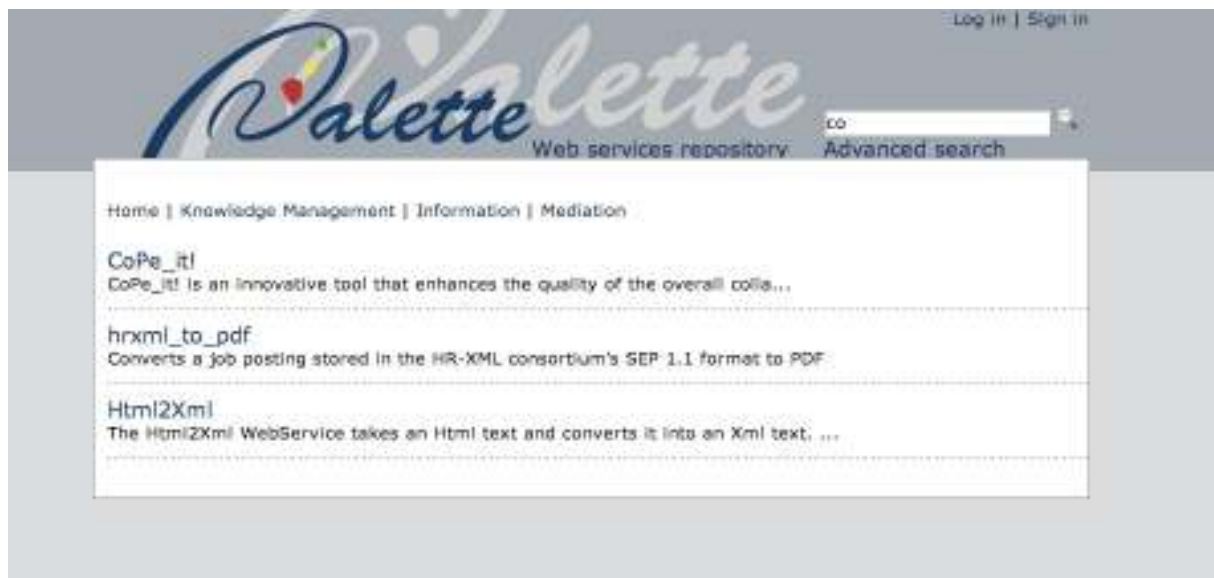 Log in | Sign in
Palette
Palette
co
Web services repository
Advanced search
Home | Knowledge Management | Information | Mediation
CoPe_it!
CoPe_it! is an innovative tool that enhances the quality of the overall colla...
hrxml_to_pdf
Converts a job posting stored in the HR-XML consortium's SEP 1.1 format to PDF
Html2Xml
The Html2Xml WebService takes an Html text and converts it into an Xml text. ...